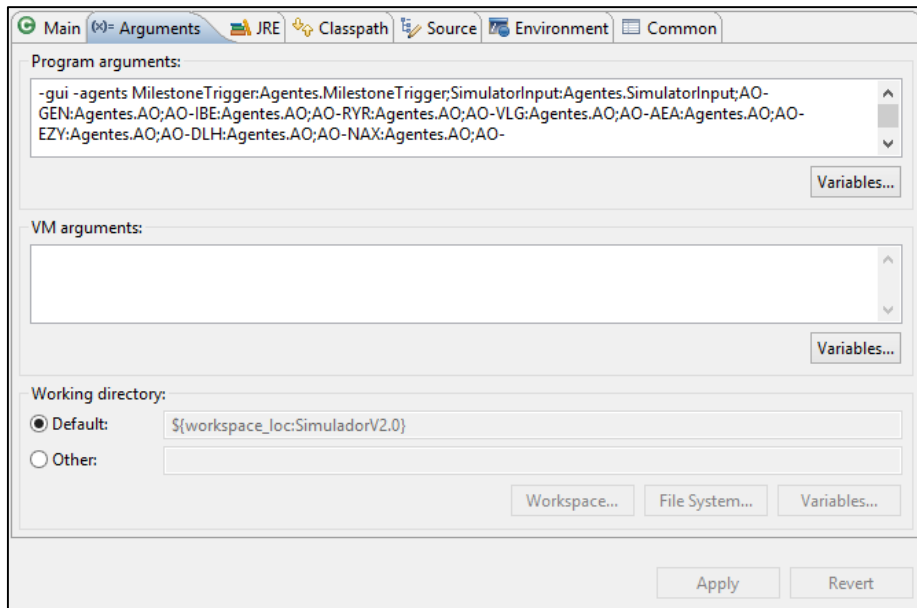 Main (x)= Arguments JRE Classpath Source Environment Common
Program arguments:
-gui -agents MilestoneTrigger:Agentes.MilestoneTrigger;SimulatorInput:Agentes.SimulatorInput;AO-
GEN:Agentes.AO;AO-IBE:Agentes.AO;AO-RYR:Agentes.AO;AO-VLG:Agentes.AO;AO-AEA:Agentes.AO;AO-
EZY:Agentes.AO;AO-DLH:Agentes.AO;AO-NAX:Agentes.AO;AO-
Variables...
VM arguments:
Variables...
Working directory:
Default: ${workspace_loc:SimuladorV2.0}
Other:
Workspace... File System... Variables...
Apply Revert